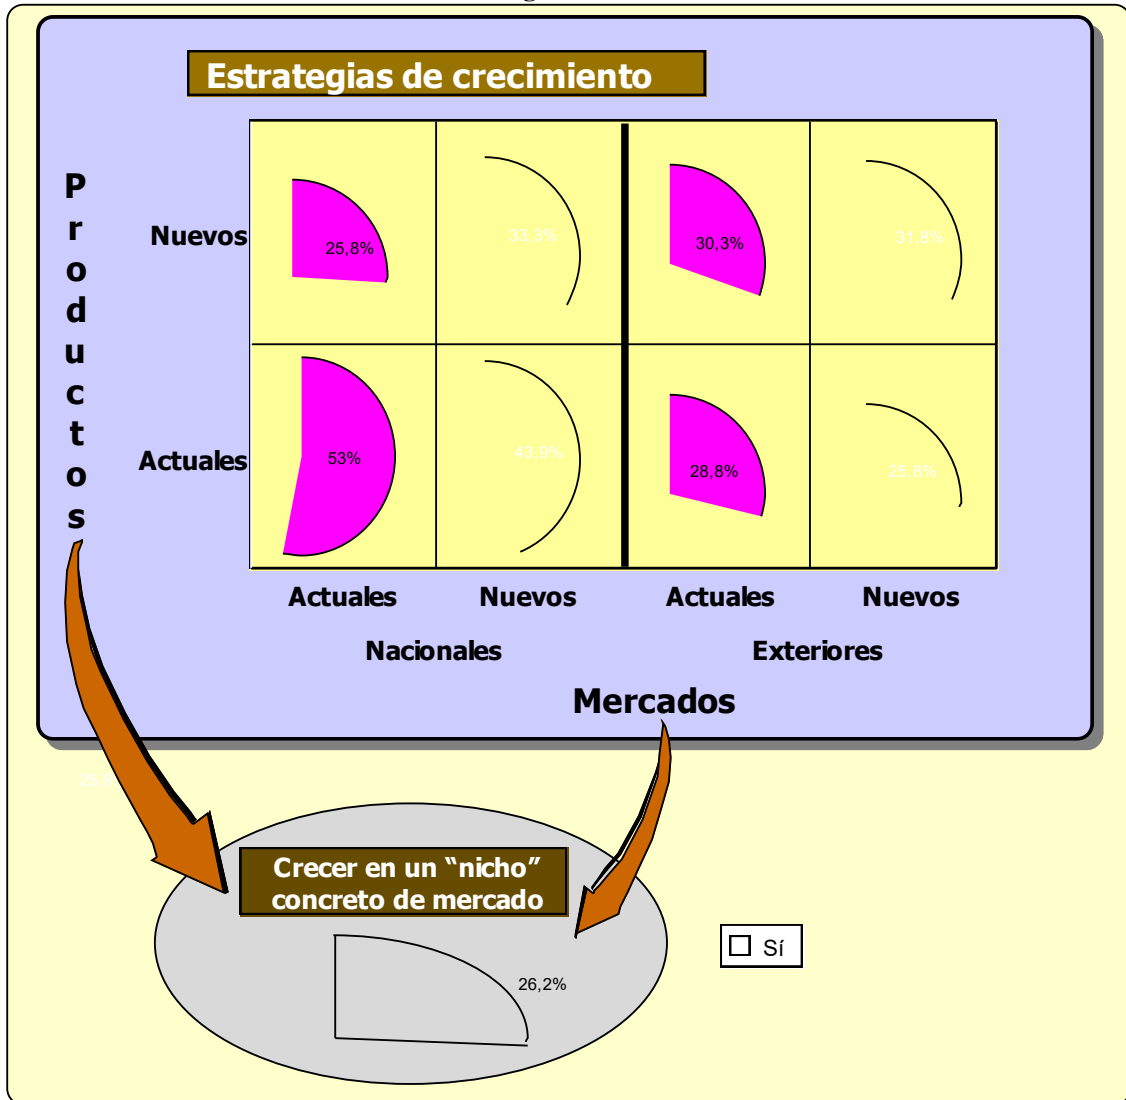 Estrategias de crecimiento
Productos
Nuevos
25,8%
33,3%
30,3%
31,8%
Actuales
53%
43,9%
28,8%
25,8%
Actuales
Nuevos
Actuales
Nuevos
Nacionales
Exteriores
Mercados
Crecer en un “nicho”
concreto de mercado
26,2%
Sí